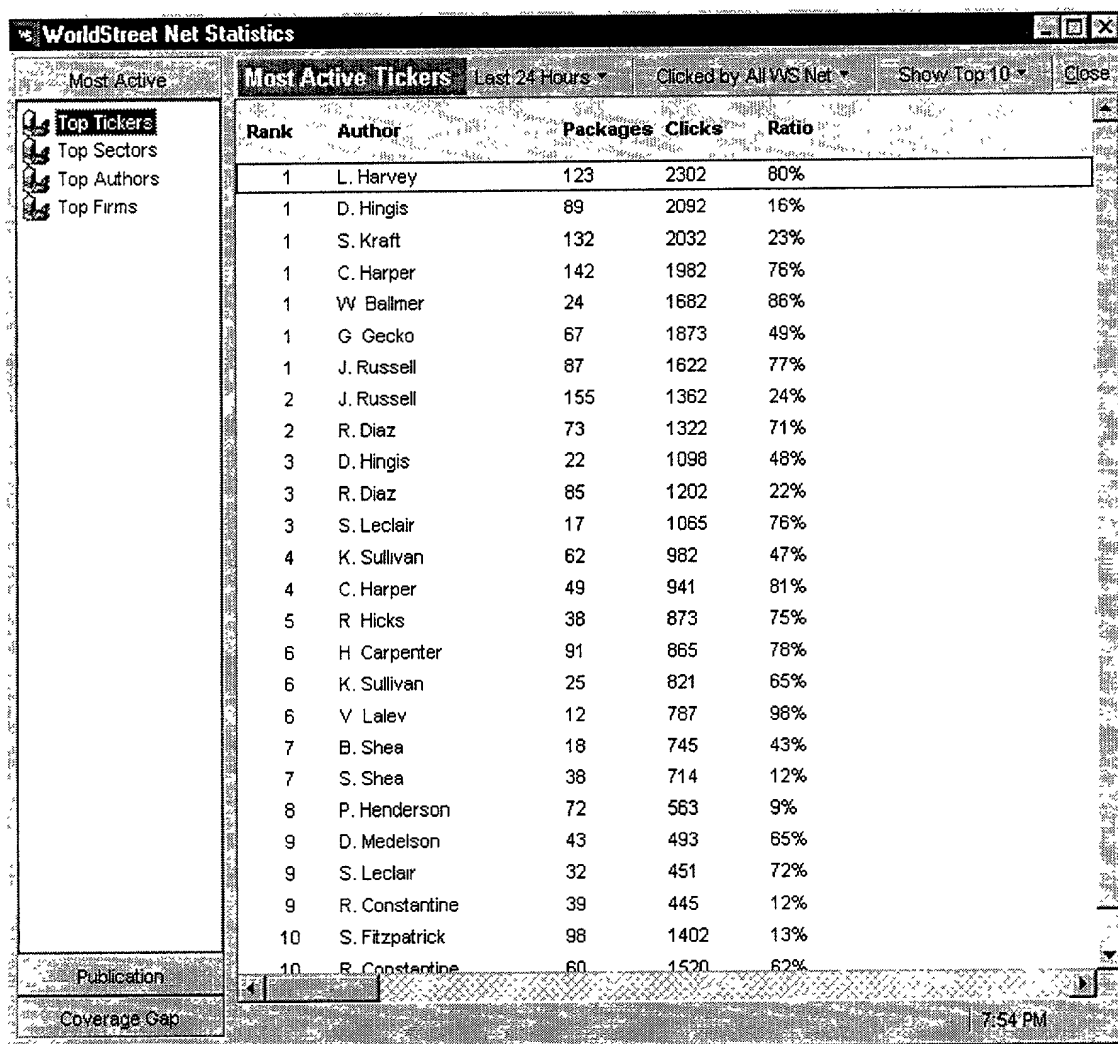 WS WorldStreet Net Statistics
Most Active
Most Active Tickers Last 24 Hours Clicked by All WS Net Show Top 10 Close
Top Tickers
Top Sectors
Top Authors
Top Firms
Rank Author Packages Clicks Ratio
1 L. Harvey 123 2302 80%
1 D. Hingis 89 2092 16%
1 S. Kraft 132 2032 23%
1 C. Harper 142 1982 76%
1 W Ballmer 24 1682 86%
1 G Gecko 67 1873 49%
1 J. Russell 87 1622 77%
2 J. Russell 155 1362 24%
2 R. Diaz 73 1322 71%
3 D. Hingis 22 1098 48%
3 R. Diaz 85 1202 22%
3 S. Leclair 17 1065 76%
4 K. Sullivan 62 982 47%
4 C. Harper 49 941 81%
5 R Hicks 38 873 75%
6 H Carpenter 91 865 78%
6 K. Sullivan 25 821 65%
6 V Lalev 12 787 98%
7 B. Shea 18 745 43%
7 S. Shea 38 714 12%
8 P. Henderson 72 563 9%
9 D. Medelson 43 493 65%
9 S. Leclair 32 451 72%
9 R. Constantine 39 445 12%
10 S. Fitzpatrick 98 1402 13%
10 R. Constantine 60 1520 62%
Publication
Coverage Gap
7:54 PM